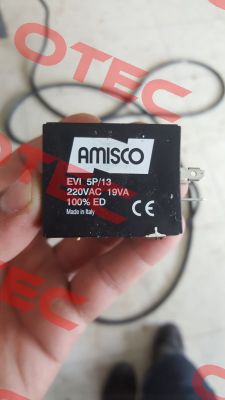 OTEC
AMISCO
EVI 5P/13
220VAC 19VA
100% ED
Made in Italy
CE
OTEC
OTEC